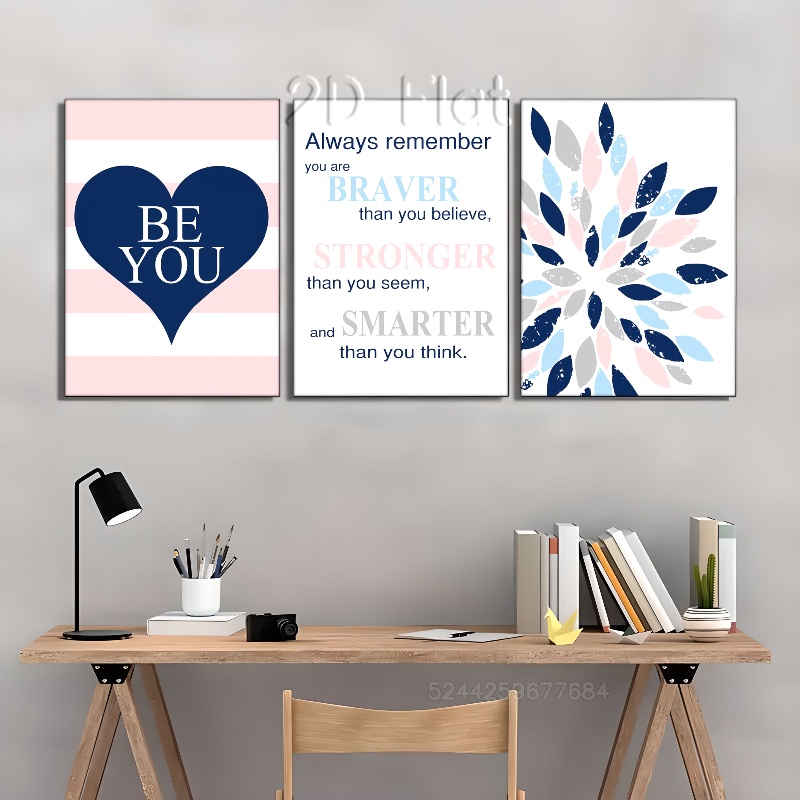 2D Flat
BE
YOU
Always remember
you are
BRAVER
than you believe,
STRONGER
than you seem,
and SMARTER
than you think.
5244259677684